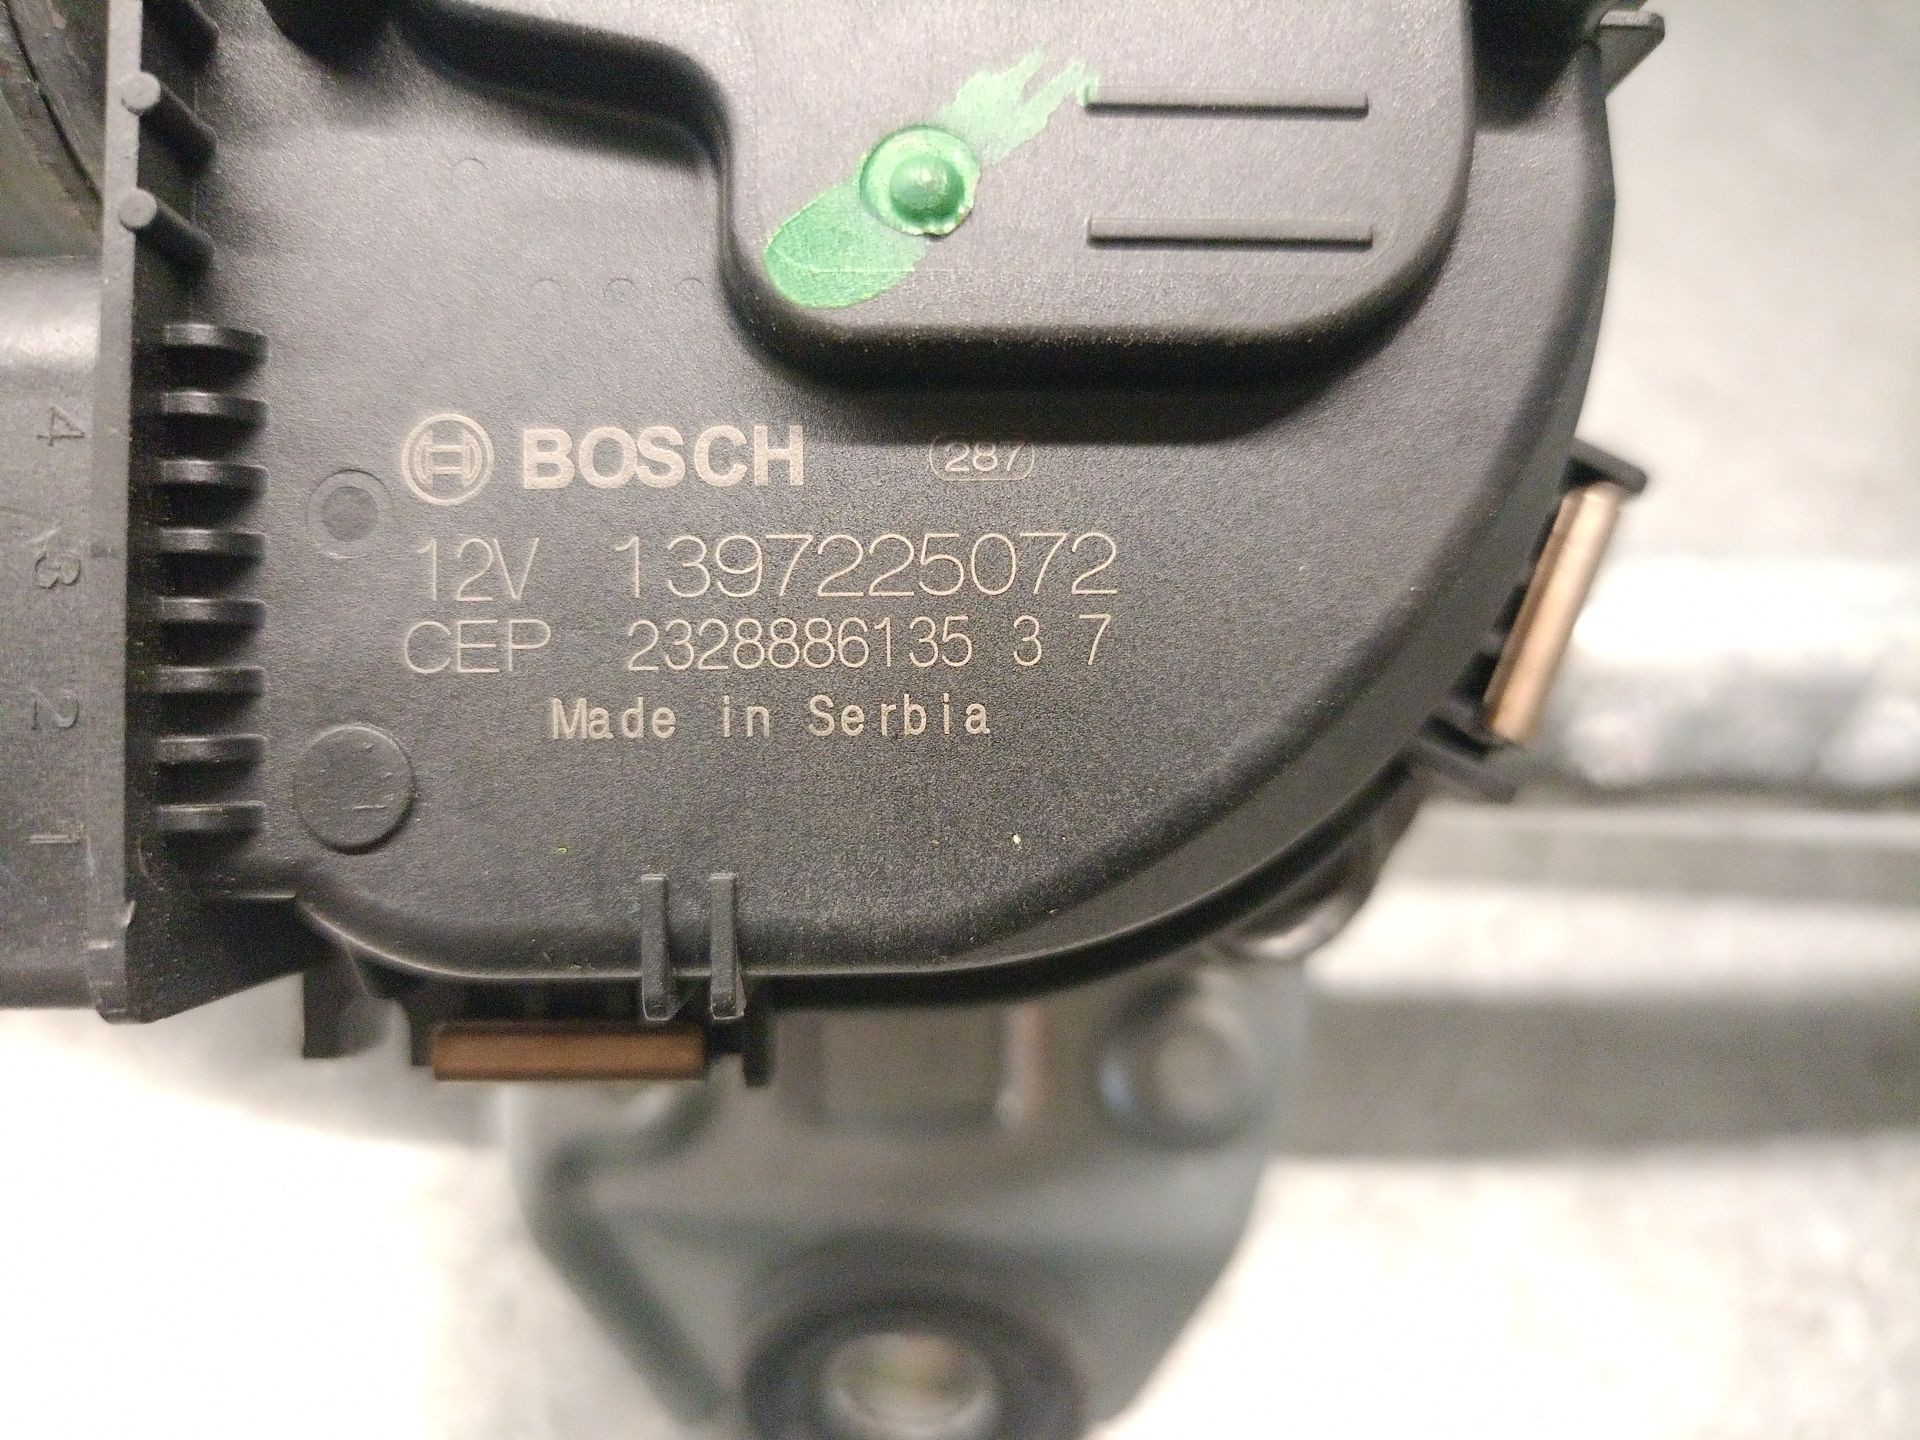 BOSCH 287
12V 1397225072
CEP 2328886135 3 7
Made in Serbia
4
3
2
1